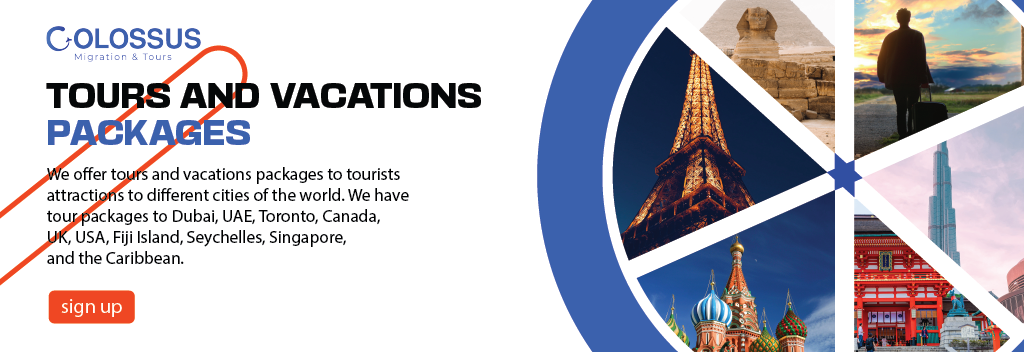 COLOSSUS
Migration & Tours
TOURS AND VACATIONS
PACKAGES
We offer tours and vacations packages to tourists
attractions to different cities of the world. We have
tour packages to Dubai, UAE, Toronto, Canada,
UK, USA, Fiji Island, Seychelles, Singapore,
and the Caribbean.
sign up